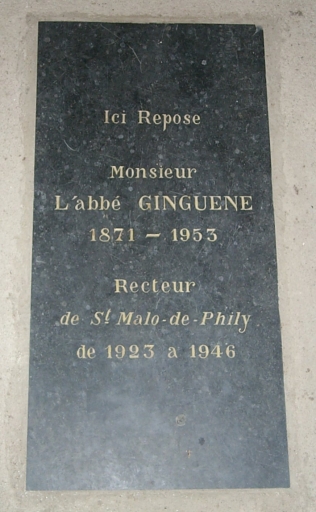 Ici Repose
Monsieur
L'abbé GINGUENE
1871 - 1953
Recteur
de St Malo-de-Phily
de 1923 a 1946